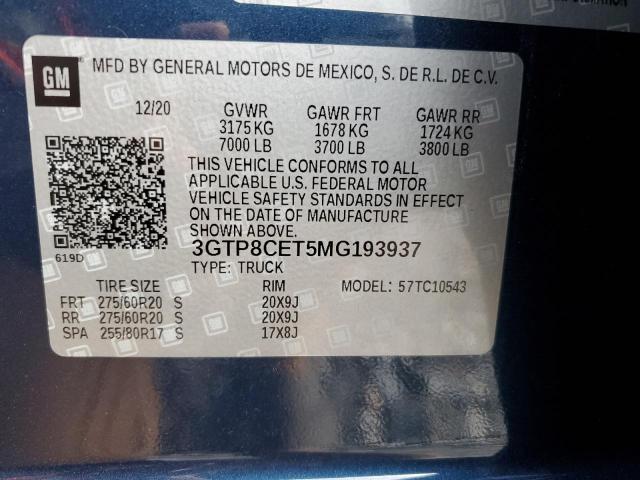 GM
MFD BY GENERAL MOTORS DE MEXICO, S. DE R.L. DE C.V.
12/20 GVWR GAWR FRT GAWR RR
3175 KG 1678 KG 1724 KG
7000 LB 3700 LB 3800 LB
THIS VEHICLE CONFORMS TO ALL
APPLICABLE U.S. FEDERAL MOTOR
VEHICLE SAFETY STANDARDS IN EFFECT
ON THE DATE OF MANUFACTURE
SHOWN ABOVE.
619D
3GTP8CET5MG193937
TYPE: TRUCK MODEL: 57TC10543
TIRE SIZE RIM
FRT 275/60R20 S 20X9J
RR 275/60R20 S 20X9J
SPA 255/80R17 S 17X8J